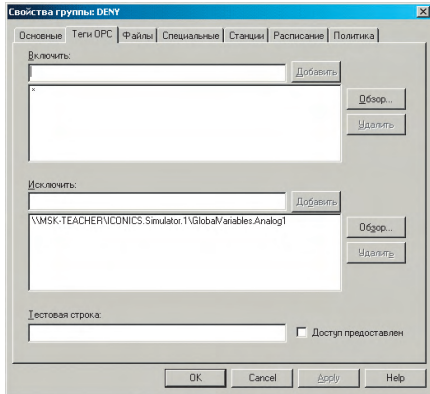 Свойства группы: DENY
Основные Теги OPC Файлы Специальные Станции Расписание Политика
Включить:
Добавить
*
Обзор...
Удалить
Исключить:
Добавить
\\MSK-TEACHER\ICONICS.Simulator.1\GlobalVariables.Analog1
Обзор...
Удалить
Тестовая строка:
Доступ предоставлен
OK Cancel Apply Help